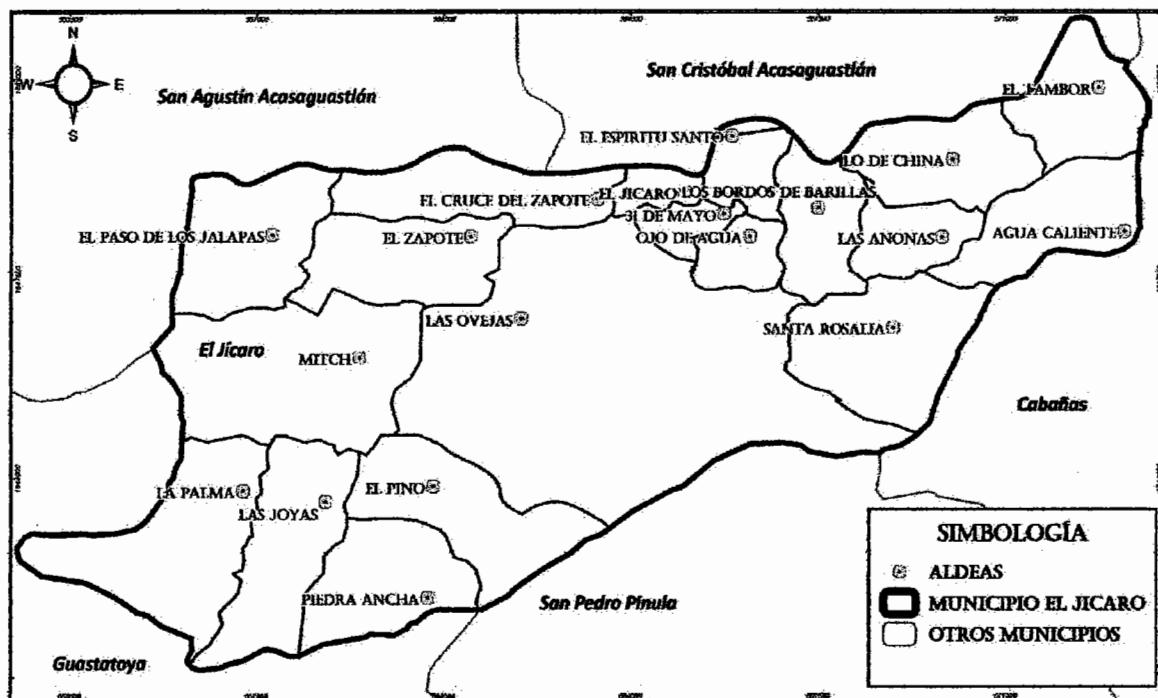 N
W E
S
San Agustín Acasaguastlán
San Cristóbal Acasaguastlán
EL TAMBOR
EL ESPIRITU SANTO
LO DE CHINA
EL CRUCE DEL ZAPOTE
EL JICARO
LOS BORDOS DE BARILLAS
31 DE MAYO
EL PASO DE LOS JALAPAS
EL ZAPOTE
OJO DE AGUA
LAS ANONAS
AGUA CALIENTE
LAS OVEJAS
SANTA ROSALIA
El Jícaro
MITCH
Cabañas
LA PALMA
LAS JOYAS
EL PINO
PIEDRA ANCHA
San Pedro Pinula
Guastatoya
SIMBOLOGÍA
ALDEAS
MUNICIPIO EL JICARO
OTROS MUNICIPIOS